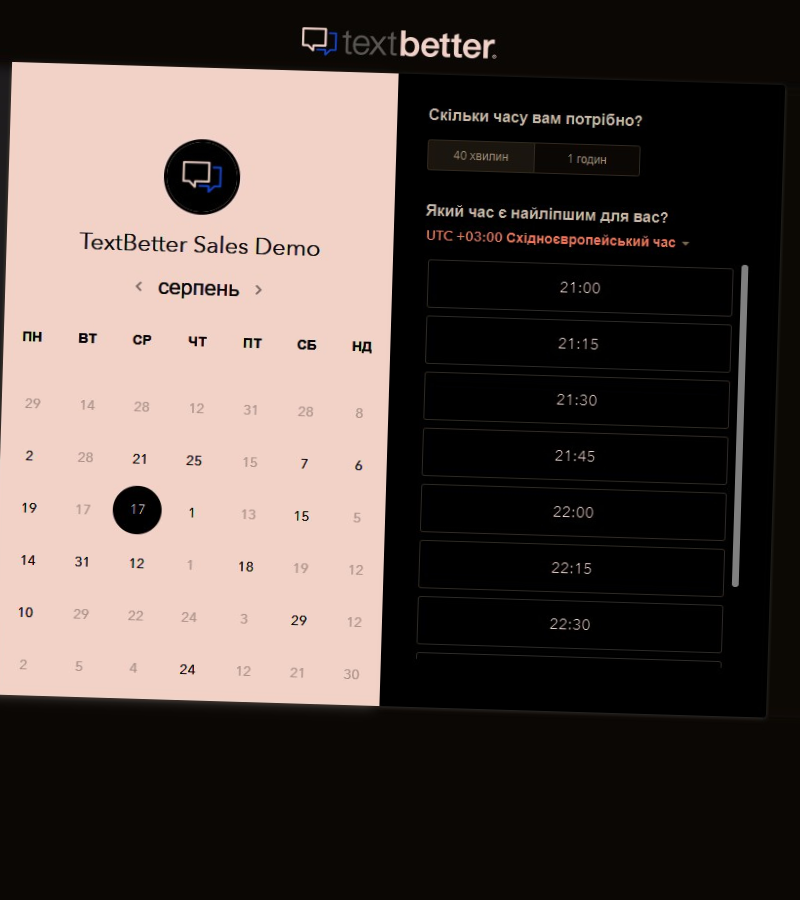 textbetter.
TextBetter Sales Demo
серпень
ПН ВТ СР ЧТ ПТ СБ НД
29 14 28 12 31 28 8
2 28 21 25 15 7 6
19 17 17 1 13 15 5
14 31 12 1 18 19 12
10 29 22 24 3 29 12
2 5 4 24 12 21 30
Скільки часу вам потрібно?
40 хвилин 1 годин
Який час є найліпшим для вас?
UTC +03:00 Східноєвропейський час
21:00
21:15
21:30
21:45
22:00
22:15
22:30